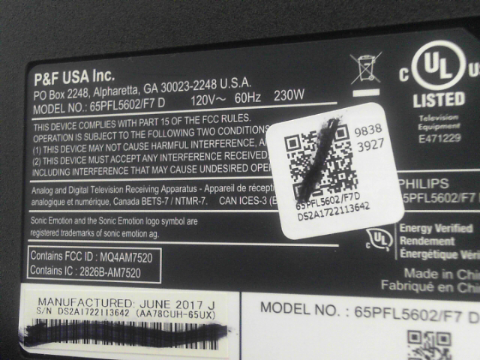 P&F USA Inc.
PO Box 2248, Alpharetta, GA 30023-2248 U.S.A.
MODEL NO.: 65PFL5602/F7 D 120V~ 60Hz 230W
THIS DEVICE COMPLIES WITH PART 15 OF THE FCC RULES.
OPERATION IS SUBJECT TO THE FOLLOWING TWO CONDITIONS
(1) THIS DEVICE MAY NOT CAUSE HARMFUL INTERFERENCE,
(2) THIS DEVICE MUST ACCEPT ANY INTERFERENCE RECEIVED,
INTERFERENCE THAT MAY CAUSE UNDESIRED
Analog and Digital Television Receiving Apparatus - Appareil de
analogique et numérique, Canada BETS-7 / NTMR-7. CAN ICES-3
Sonic Emotion and the Sonic Emotion logo symbol are
registered trademarks of sonic emotion ag.
Contains FCC ID : MQ4AM7520
Contains IC : 2826B-AM7520
MANUFACTURED: JUNE 2017 J
S/N DS2A1722113642 (AA78CUH-65UX)
9838
3927
65PFL5602/F7D
DS2A1722113642
C UL US
LISTED
Television
Equipment
E471229
PHILIPS
65PFL5602/F7
Energy Verified
Rendement
Énergétique
Made in
Fabriqué en
MODEL NO. : 65PFL5602/F7 D